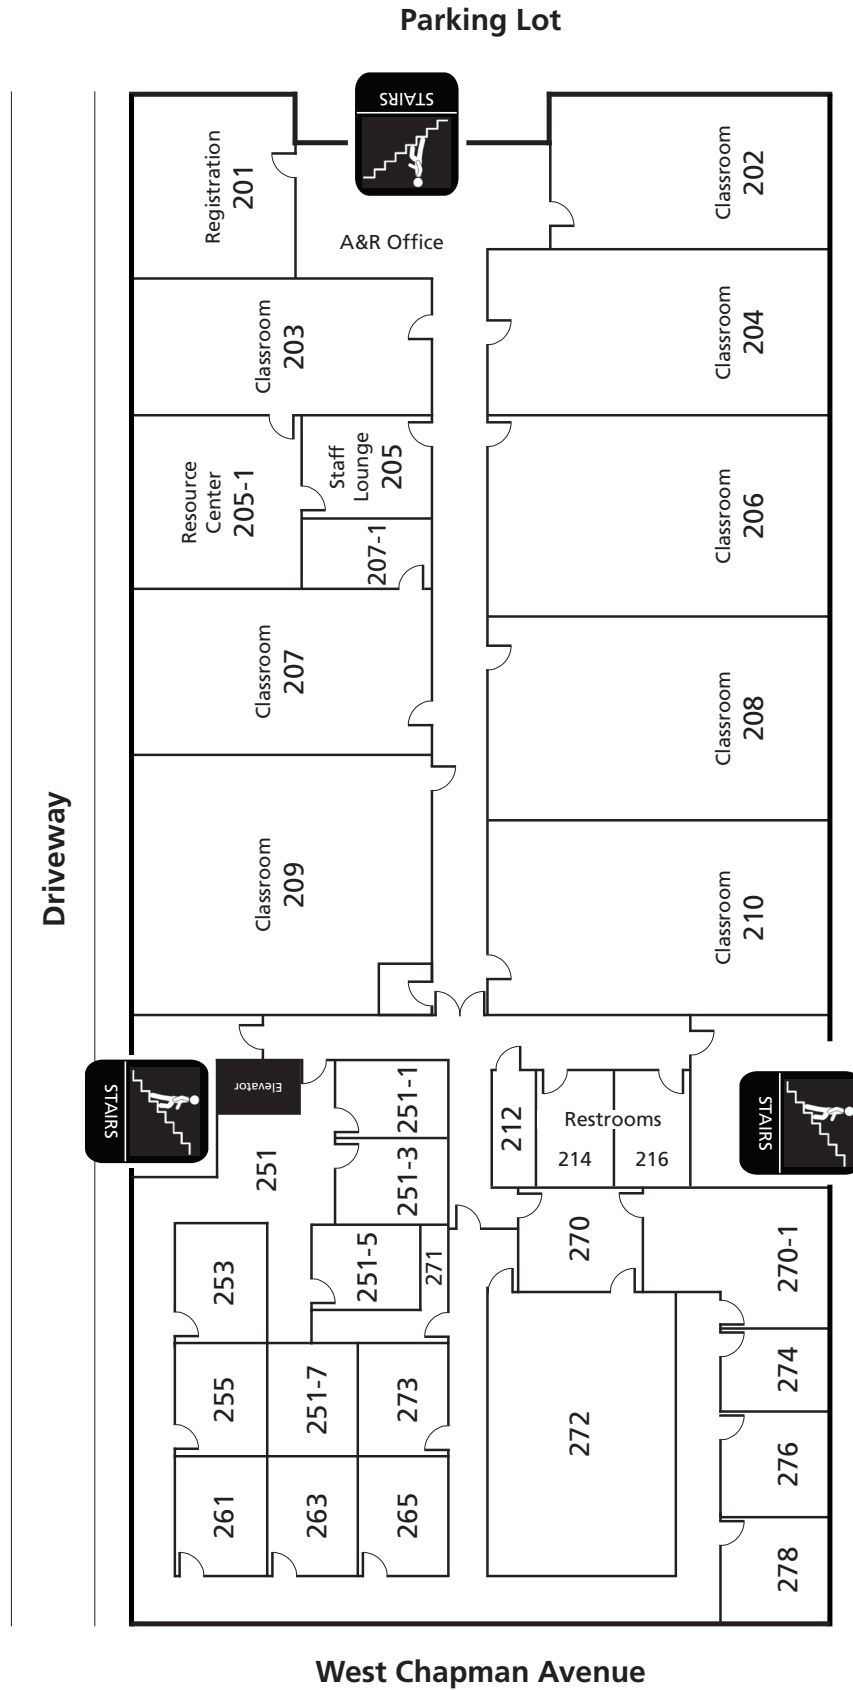 Parking Lot
STAIRS
Registration
201
Classroom
202
A&R Office
Classroom
203
Classroom
204
Resource
Center
205-1
Staff
Lounge
205
207-1
Classroom
206
Classroom
207
Classroom
208
Driveway
Classroom
209
Classroom
210
STAIRS
Elevator
251
251-1
251-3
212
Restrooms
214
216
STAIRS
253
251-5
271
270
270-1
255
251-7
273
272
274
276
261
263
265
278
West Chapman Avenue